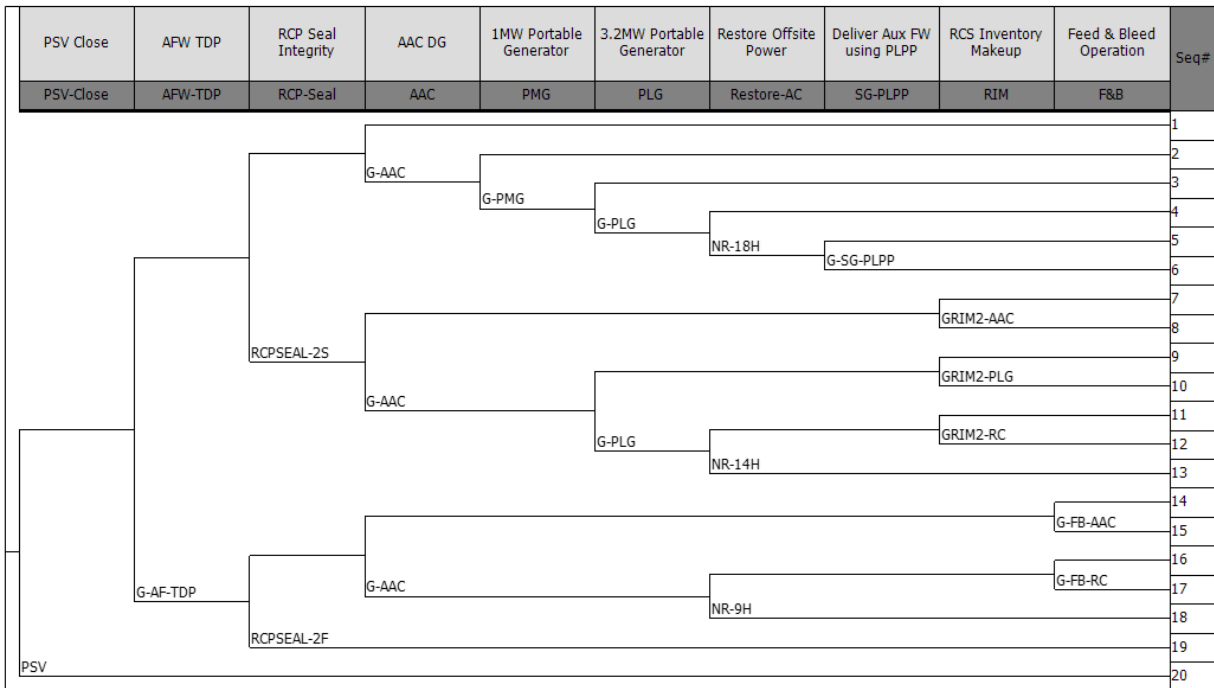 PSV Close
AFW TDP
RCP Seal
Integrity
AAC DG
1MW Portable
Generator
3.2MW Portable
Generator
Restore Offsite
Power
Deliver Aux FW
using PLPP
RCS Inventory
Makeup
Feed & Bleed
Operation
Seq#
PSV-Close
AFW-TDP
RCP-Seal
AAC
PMG
PLG
Restore-AC
SG-PLPP
RIM
F&B
1
G-AAC
2
G-PMG
3
G-PLG
4
NR-18H
5
G-SG-PLPP
6
7
GRIM2-AAC
8
RCPSEAL-2S
9
GRIM2-PLG
10
G-AAC
11
GRIM2-RC
12
G-PLG
NR-14H
13
14
G-FB-AAC
15
16
G-FB-RC
17
G-AF-TDP
G-AAC
NR-9H
18
RCPSEAL-2F
19
PSV
20